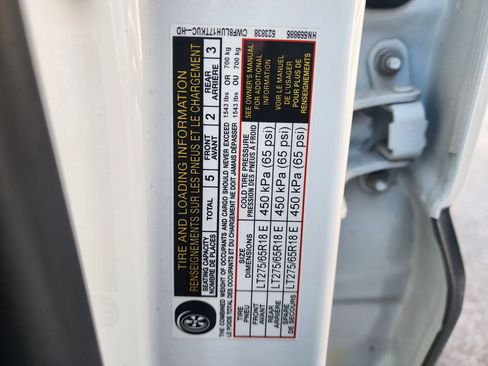 TIRE AND LOADING INFORMATION
RENSEIGNEMENTS SUR LES PNEUS ET LE CHARGEMENT
SEATING CAPACITY TOTAL 5 FRONT 2 REAR 3
NOMBRE DE PLACES AVANT ARRIÈRE
THE COMBINED WEIGHT OF OCCUPANTS AND CARGO SHOULD NEVER EXCEED 1543 lbs OR 700 kg
LE POIDS TOTAL DES OCCUPANTS ET DU CHARGEMENT NE DOIT JAMAIS DÉPASSER 1543 lbs OU 700 kg
TIRE SIZE COLD TIRE PRESSURE
PNEU DIMENSIONS PRESSION DES PNEUS À FROID
FRONT LT275/65R18 E 450 kPa (65 psi)
AVANT
REAR LT275/65R18 E 450 kPa (65 psi)
ARRIÈRE
SPARE LT275/65R18 E 450 kPa (65 psi)
DE SECOURS
SEE OWNER'S MANUAL
FOR ADDITIONAL
INFORMATION
VOIR LE MANUEL
DE L'USAGER
POUR PLUS DE
RENSEIGNEMENTS
623838
HN559885